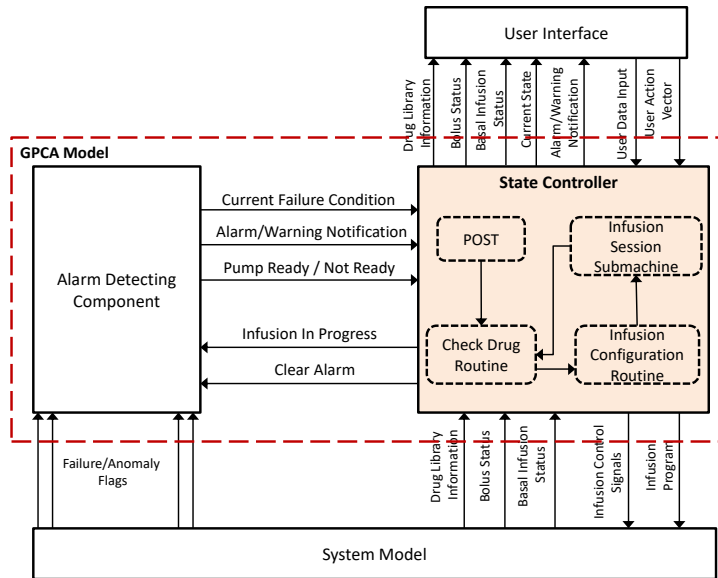 User Interface
Drug Library
Information
Bolus Status
Basal Infusion
Status
Current State
Alarm/Warning
Notification
User Data Input
User Action
Vector
GPCA Model
State Controller
Alarm Detecting
Component
Current Failure Condition
Alarm/Warning Notification
Pump Ready / Not Ready
Infusion In Progress
Clear Alarm
POST
Infusion
Session
Submachine
Check Drug
Routine
Infusion
Configuration
Routine
Failure/Anomaly
Flags
Drug Library
Information
Bolus Status
Basal Infusion
Status
Infusion Control
Signals
Infusion
Program
System Model